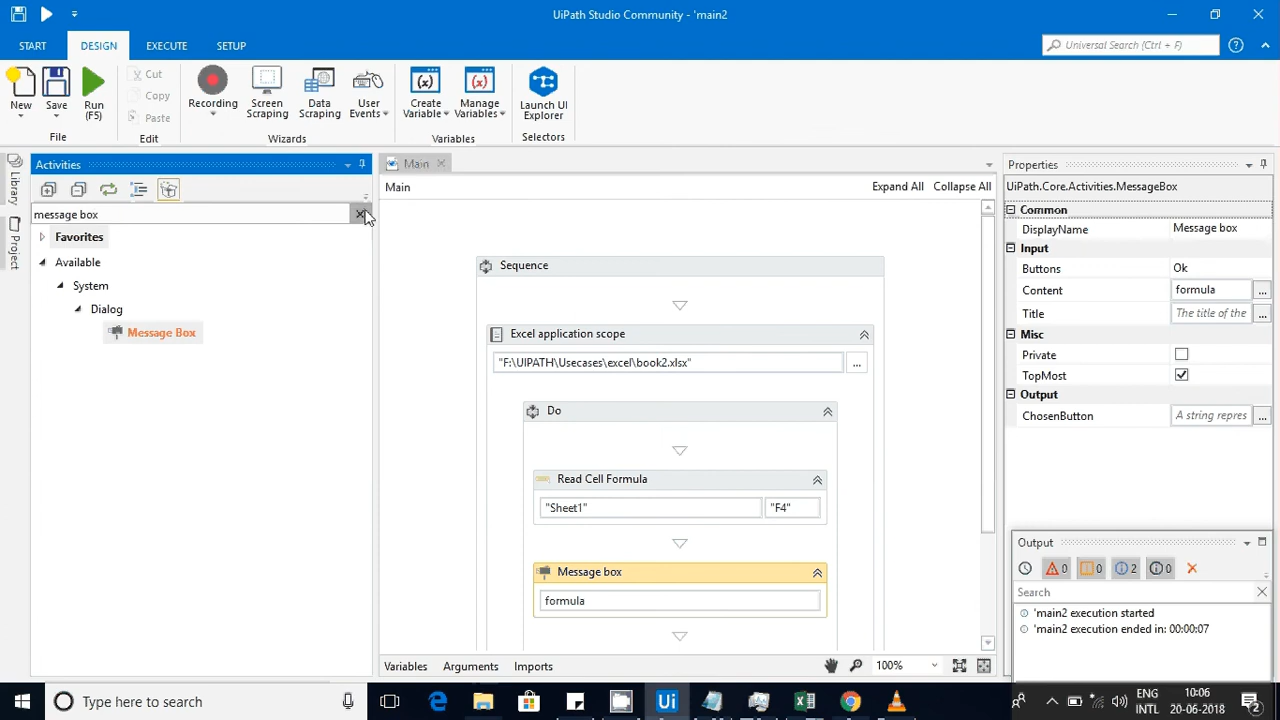 UiPath Studio Community - 'main2
START DESIGN EXECUTE SETUP
Universal Search (Ctrl + F)
New
Save
Run
(F5)
Cut
Copy
Paste
Recording
Screen
Scraping
Data
Scraping
User
Events
Create
Variable
Manage
Variables
Launch UI
Explorer
File Edit Wizards Variables Selectors
Library
Project
Activities
message box
Favorites
Available
System
Dialog
Message Box
Main
Main
Expand All Collapse All
Sequence
Excel application scope
"F:\UIPATH\Usecases\excel\book2.xlsx"
...
Do
Read Cell Formula
"Sheet1" "F4"
Message box
formula
Variables Arguments Imports
100%
Properties
UiPath.Core.Activities.MessageBox
Common
DisplayName Message box
Input
Buttons Ok
Content formula ...
Title The title of the ...
Misc
Private
TopMost
Output
ChosenButton A string repres ...
Output
0 0 2 0
Search
'main2 execution started
'main2 execution ended in: 00:00:07
Type here to search
Ui
ENG
INTL
10:06
20-06-2018
2